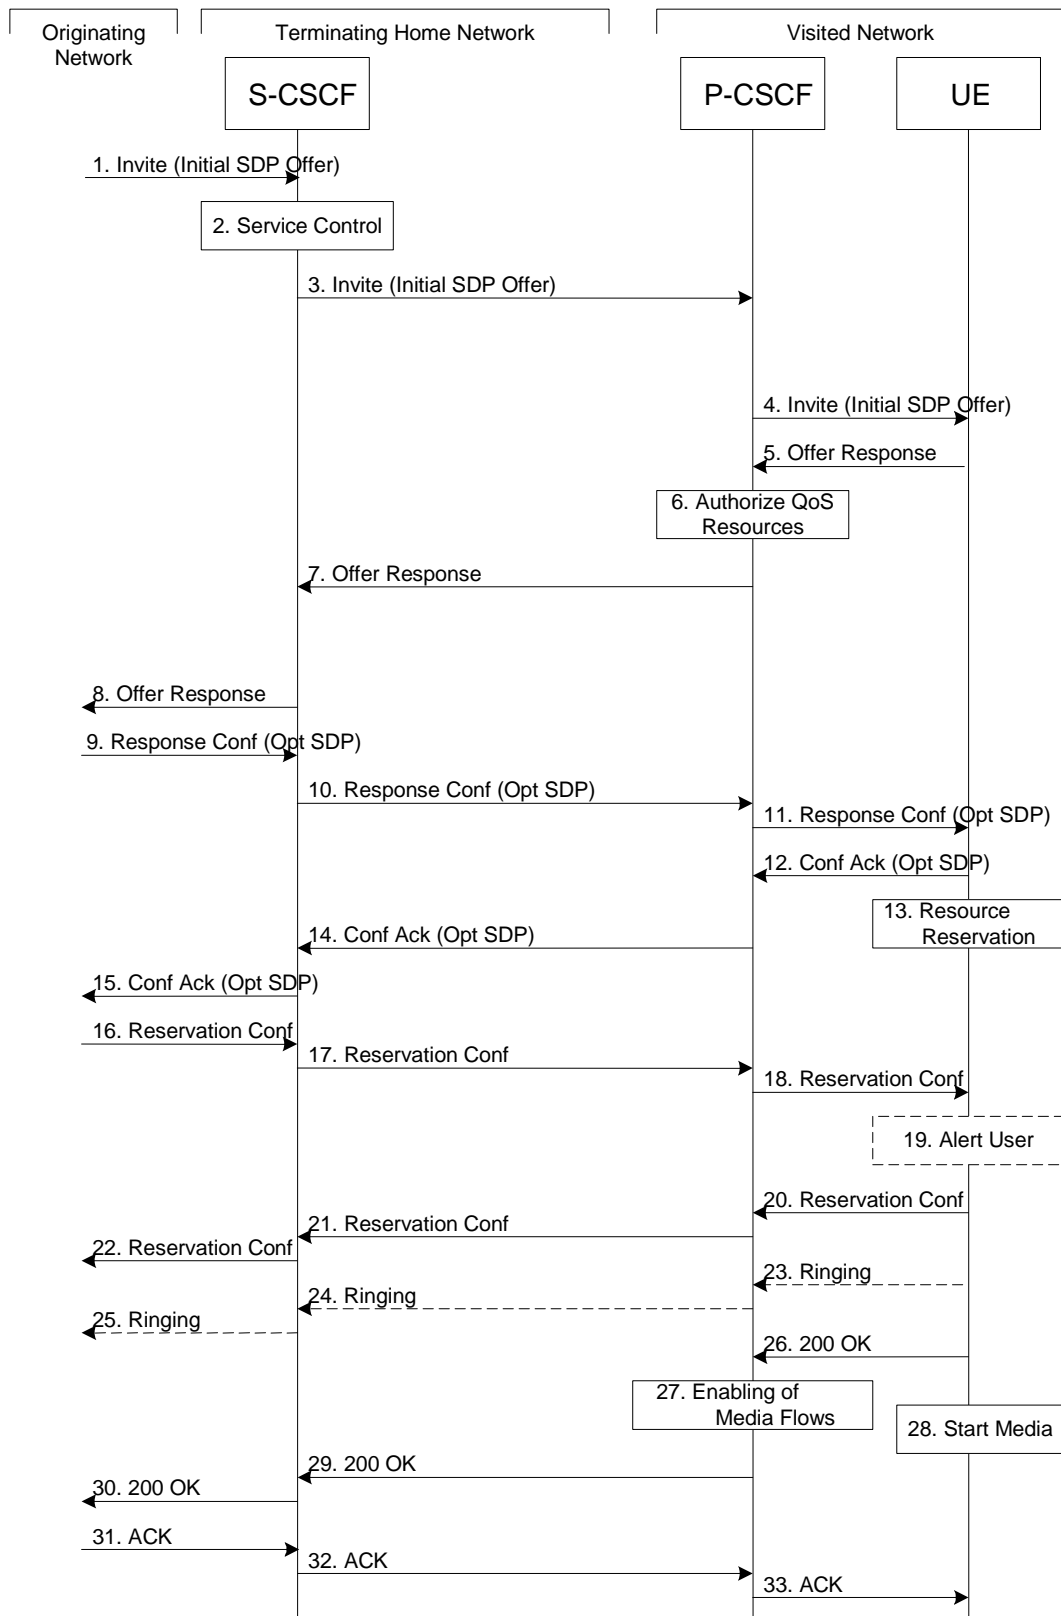 Originating
Network
Terminating Home Network
Visited Network
S-CSCF
P-CSCF
UE
1. Invite (Initial SDP Offer)
2. Service Control
3. Invite (Initial SDP Offer)
4. Invite (Initial SDP Offer)
5. Offer Response
6. Authorize QoS
Resources
7. Offer Response
8. Offer Response
9. Response Conf (Opt SDP)
10. Response Conf (Opt SDP)
11. Response Conf (Opt SDP)
12. Conf Ack (Opt SDP)
13. Resource
Reservation
14. Conf Ack (Opt SDP)
15. Conf Ack (Opt SDP)
16. Reservation Conf
17. Reservation Conf
18. Reservation Conf
19. Alert User
20. Reservation Conf
21. Reservation Conf
22. Reservation Conf
23. Ringing
24. Ringing
25. Ringing
26. 200 OK
27. Enabling of
Media Flows
28. Start Media
29. 200 OK
30. 200 OK
31. ACK
32. ACK
33. ACK